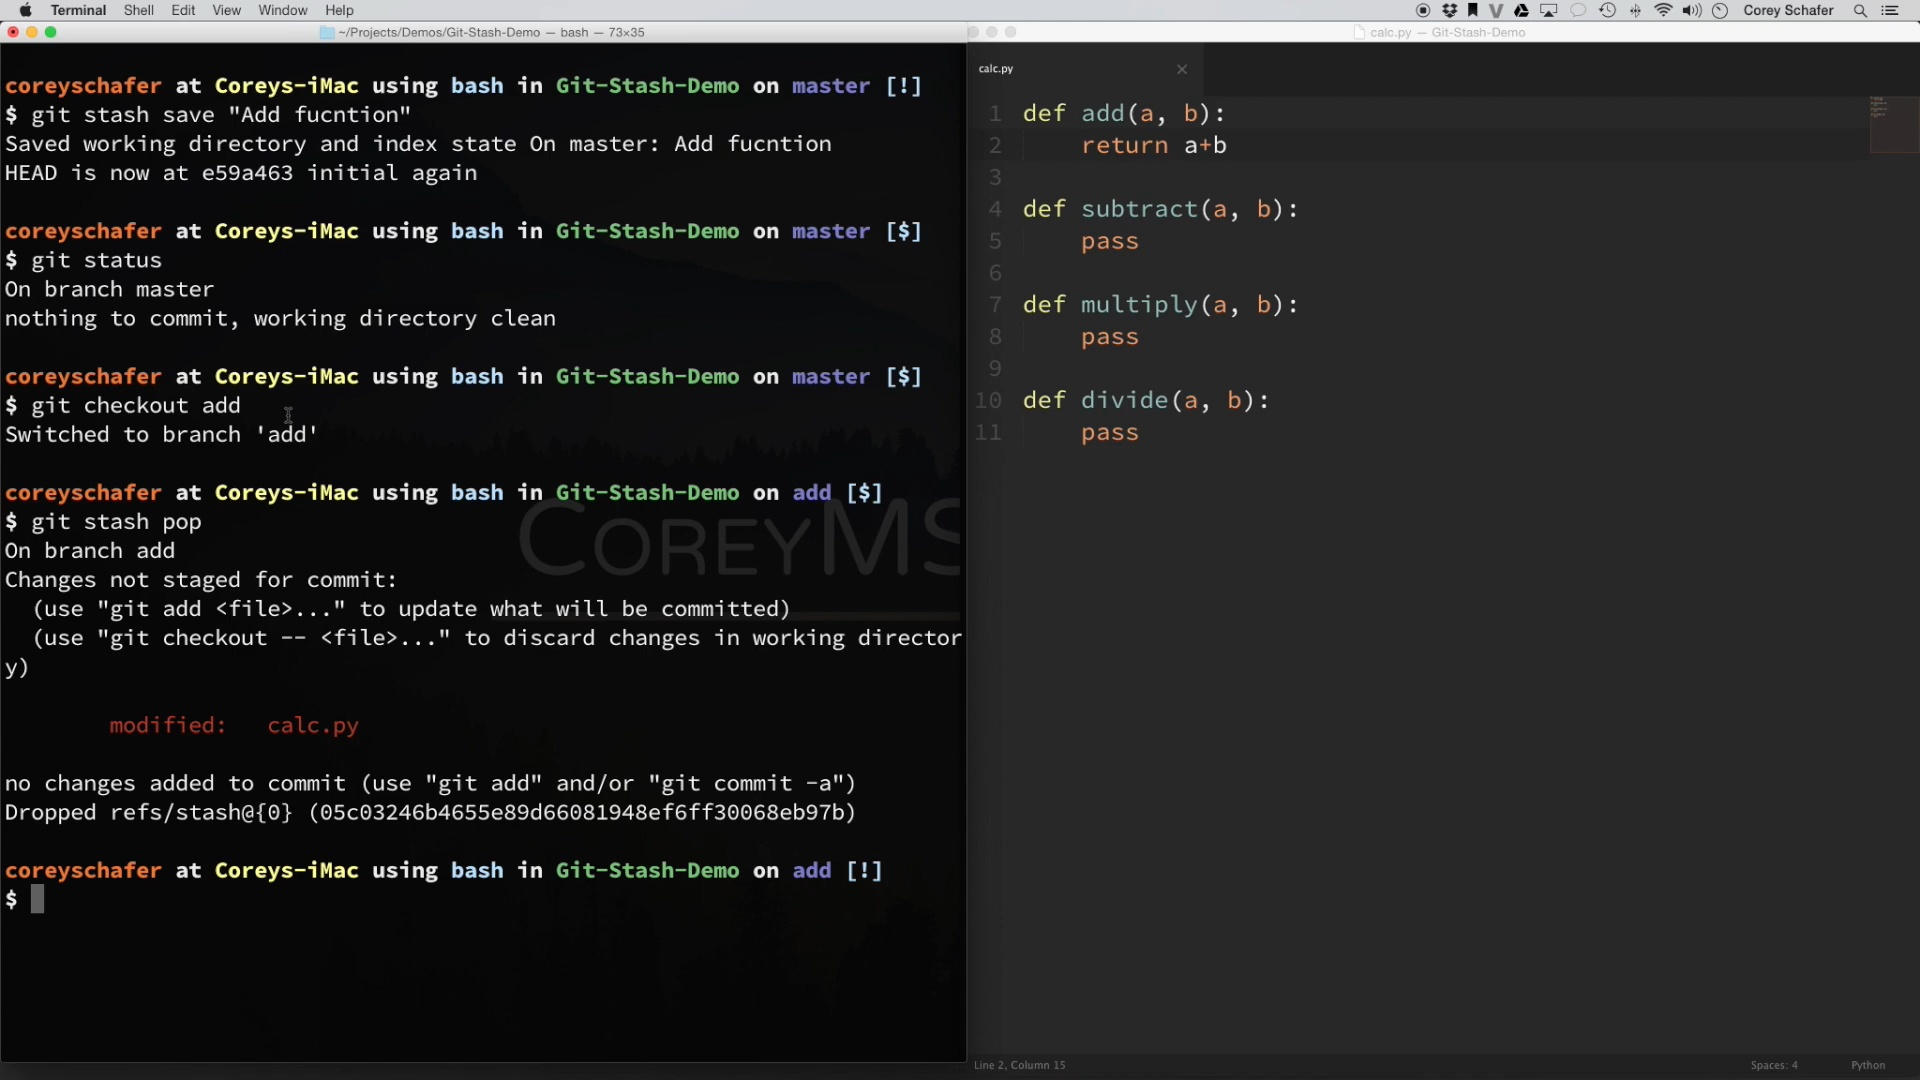 Terminal Shell Edit View Window Help
Corey Schafer
~/Projects/Demos/Git-Stash-Demo — bash — 73×35
coreyschafer at Coreys-iMac using bash in Git-Stash-Demo on master [!]
$ git stash save "Add fucntion"
Saved working directory and index state On master: Add fucntion
HEAD is now at e59a463 initial again
coreyschafer at Coreys-iMac using bash in Git-Stash-Demo on master [$]
$ git status
On branch master
nothing to commit, working directory clean
coreyschafer at Coreys-iMac using bash in Git-Stash-Demo on master [$]
$ git checkout add
Switched to branch 'add'
coreyschafer at Coreys-iMac using bash in Git-Stash-Demo on add [$]
$ git stash pop
On branch add
Changes not staged for commit:
(use "git add <file>..." to update what will be committed)
(use "git checkout -- <file>..." to discard changes in working director
y)
modified: calc.py
no changes added to commit (use "git add" and/or "git commit -a")
Dropped refs/stash@{0} (05c03246b4655e89d66081948ef6ff30068eb97b)
coreyschafer at Coreys-iMac using bash in Git-Stash-Demo on add [!]
$
COREYMS
calc.py — Git-Stash-Demo
calc.py
1 def add(a, b):
2 return a+b
3
4 def subtract(a, b):
5 pass
6
7 def multiply(a, b):
8 pass
9
10 def divide(a, b):
11 pass
Line 2, Column 15
Spaces: 4
Python